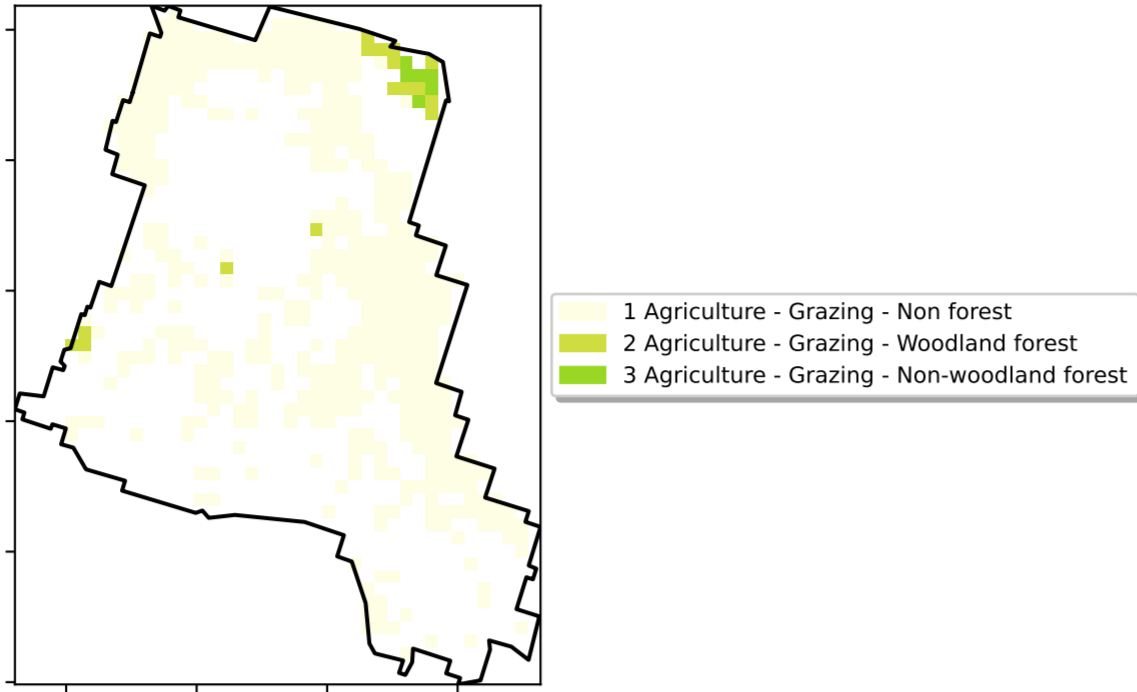 1 Agriculture - Grazing - Non forest
2 Agriculture - Grazing - Woodland forest
3 Agriculture - Grazing - Non-woodland forest